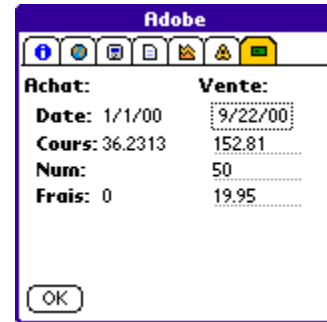 Adobe
Achat: Vente:
Date: 1/1/00 9/22/00
Cours: 36.2313 152.81
Num: 50
Frais: 0 19.95
OK